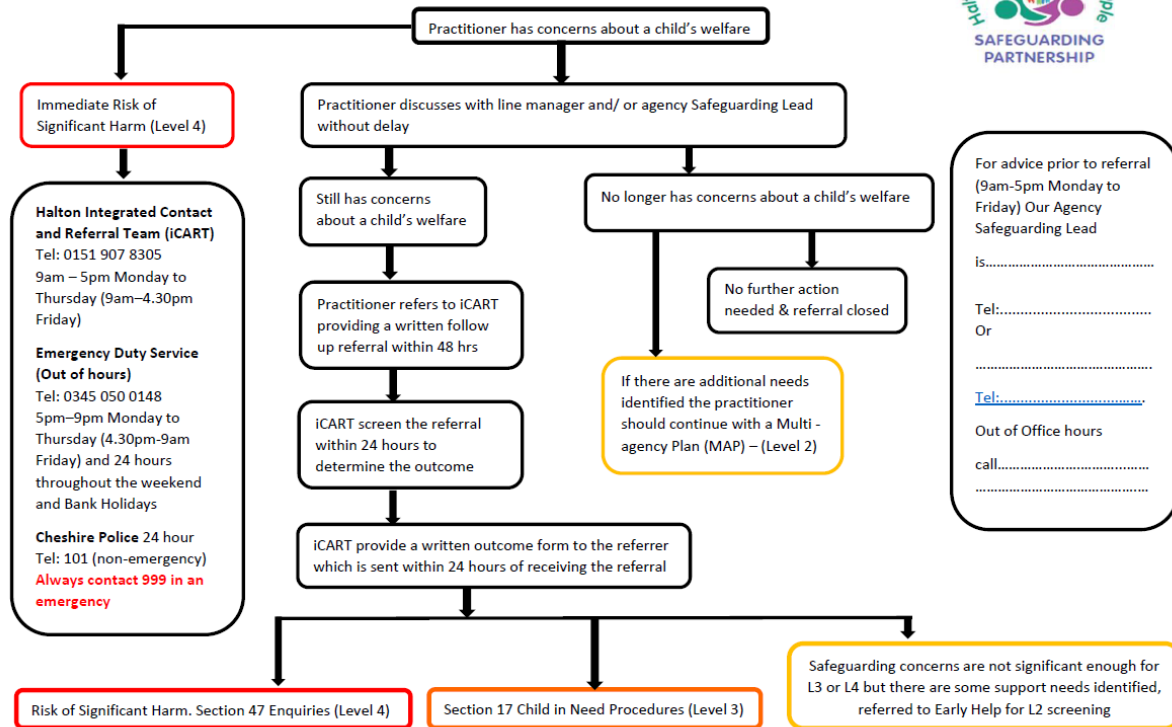 Practitioner has concerns about a child's welfare
SAFEGUARDING
PARTNERSHIP
Immediate Risk of
Significant Harm (Level 4)
Practitioner discusses with line manager and/ or agency Safeguarding Lead
without delay
Halton Integrated Contact
and Referral Team (iCART)
Tel: 0151 907 8305
9am – 5pm Monday to
Thursday (9am–4.30pm
Friday)
Emergency Duty Service
(Out of hours)
Tel: 0345 050 0148
5pm–9pm Monday to
Thursday (4.30pm-9am
Friday) and 24 hours
throughout the weekend
and Bank Holidays
Cheshire Police 24 hour
Tel: 101 (non-emergency)
Always contact 999 in an
emergency
Still has concerns
about a child's welfare
No longer has concerns about a child's welfare
Practitioner refers to iCART
providing a written follow
up referral within 48 hrs
No further action
needed & referral closed
iCART screen the referral
within 24 hours to
determine the outcome
If there are additional needs
identified the practitioner
should continue with a Multi -
agency Plan (MAP) – (Level 2)
iCART provide a written outcome form to the referrer
which is sent within 24 hours of receiving the referral
For advice prior to referral
(9am-5pm Monday to
Friday) Our Agency
Safeguarding Lead
is………………………………………
Tel:....................................
Or
……………………………………….
Tel:……………………………….
Out of Office hours
call…………………………………
………………………………………
Risk of Significant Harm. Section 47 Enquiries (Level 4)
Section 17 Child in Need Procedures (Level 3)
Safeguarding concerns are not significant enough for
L3 or L4 but there are some support needs identified,
referred to Early Help for L2 screening